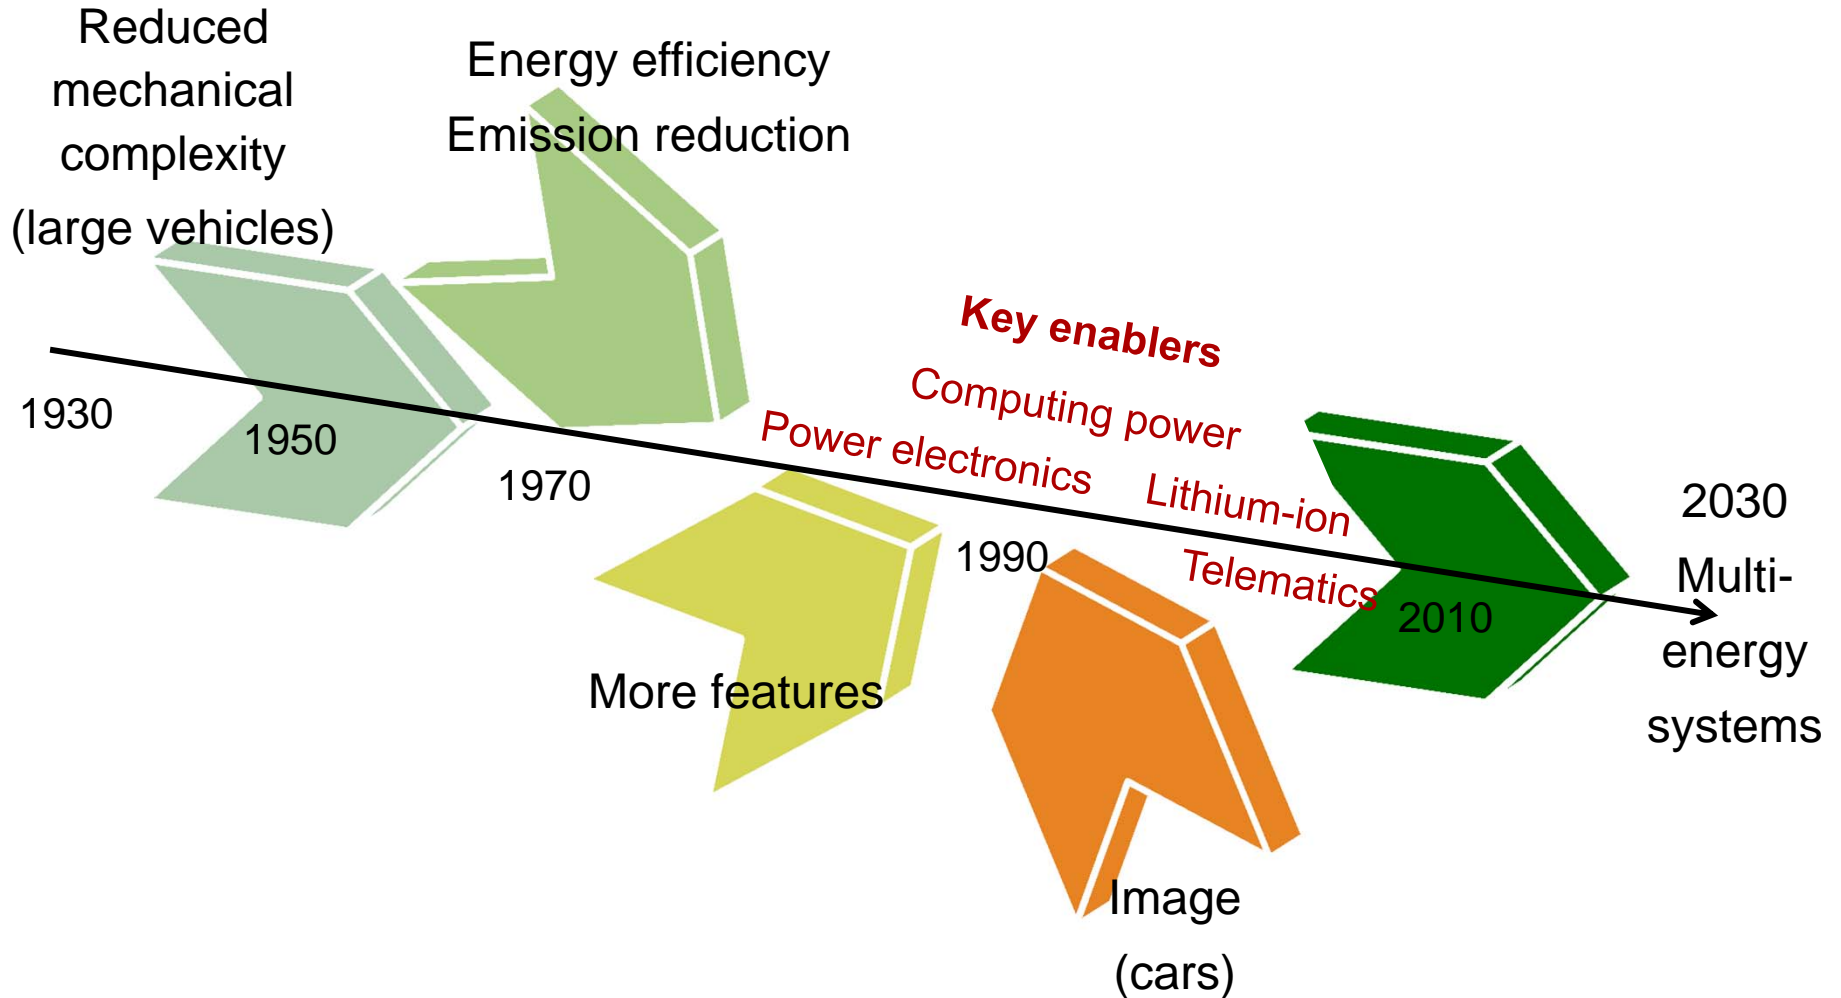 Reduced
mechanical
complexity
(large vehicles)
Energy efficiency
Emission reduction
Key enablers
Computing power
Power electronics
Lithium-ion
Telematics
1930
1950
1970
1990
2010
2030
Multi-
energy
systems
More features
Image
(cars)